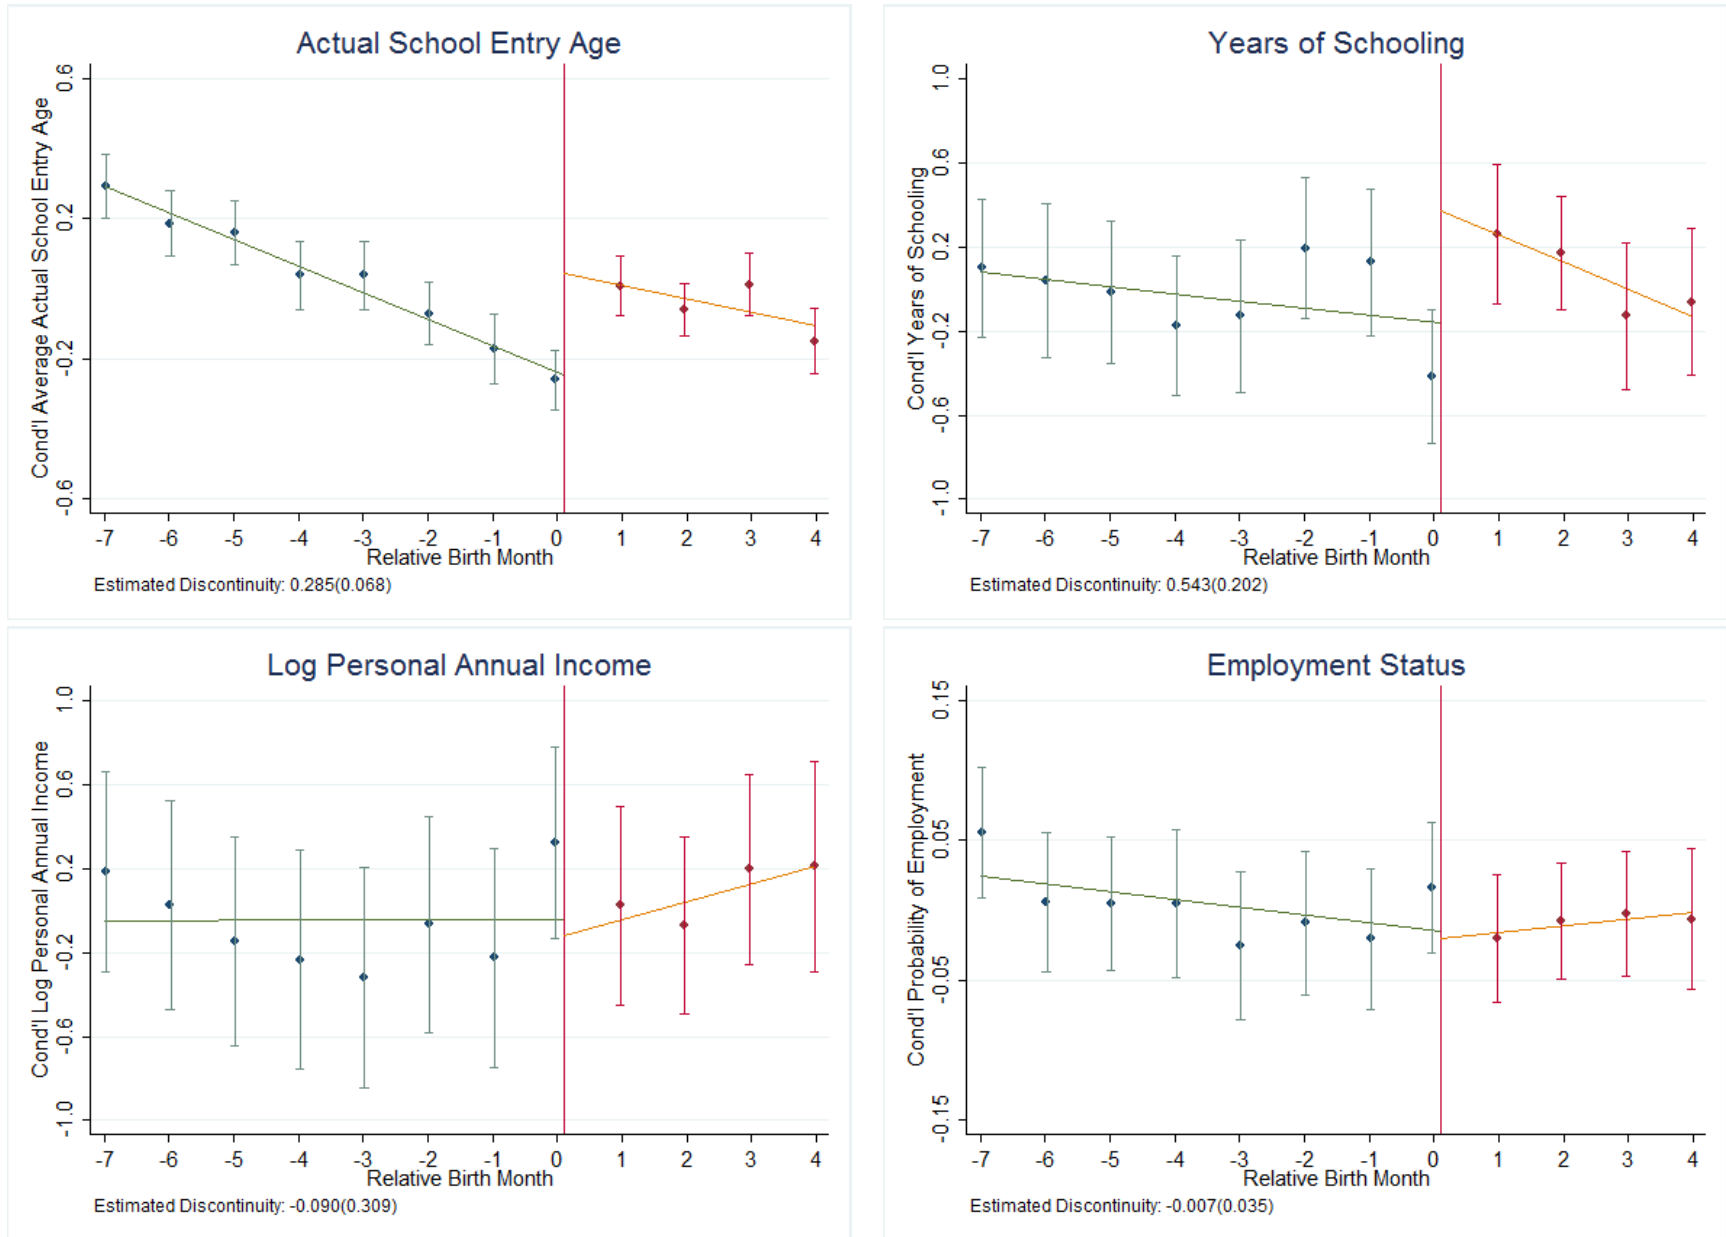 Actual School Entry Age
Cond'l Average Actual School Entry Age
0.6
0.2
-0.2
-0.6
-7 -6 -5 -4 -3 -2 -1 0 1 2 3 4
Relative Birth Month
Estimated Discontinuity: 0.285(0.068)
Years of Schooling
Cond'l Years of Schooling
1.0
0.6
0.2
-0.2
-0.6
-1.0
-7 -6 -5 -4 -3 -2 -1 0 1 2 3 4
Relative Birth Month
Estimated Discontinuity: 0.543(0.202)
Log Personal Annual Income
Cond'l Log Personal Annual Income
1.0
0.6
0.2
-0.2
-0.6
-1.0
-7 -6 -5 -4 -3 -2 -1 0 1 2 3 4
Relative Birth Month
Estimated Discontinuity: -0.090(0.309)
Employment Status
Cond'l Probability of Employment
0.15
0.05
-0.05
-0.15
-7 -6 -5 -4 -3 -2 -1 0 1 2 3 4
Relative Birth Month
Estimated Discontinuity: -0.007(0.035)